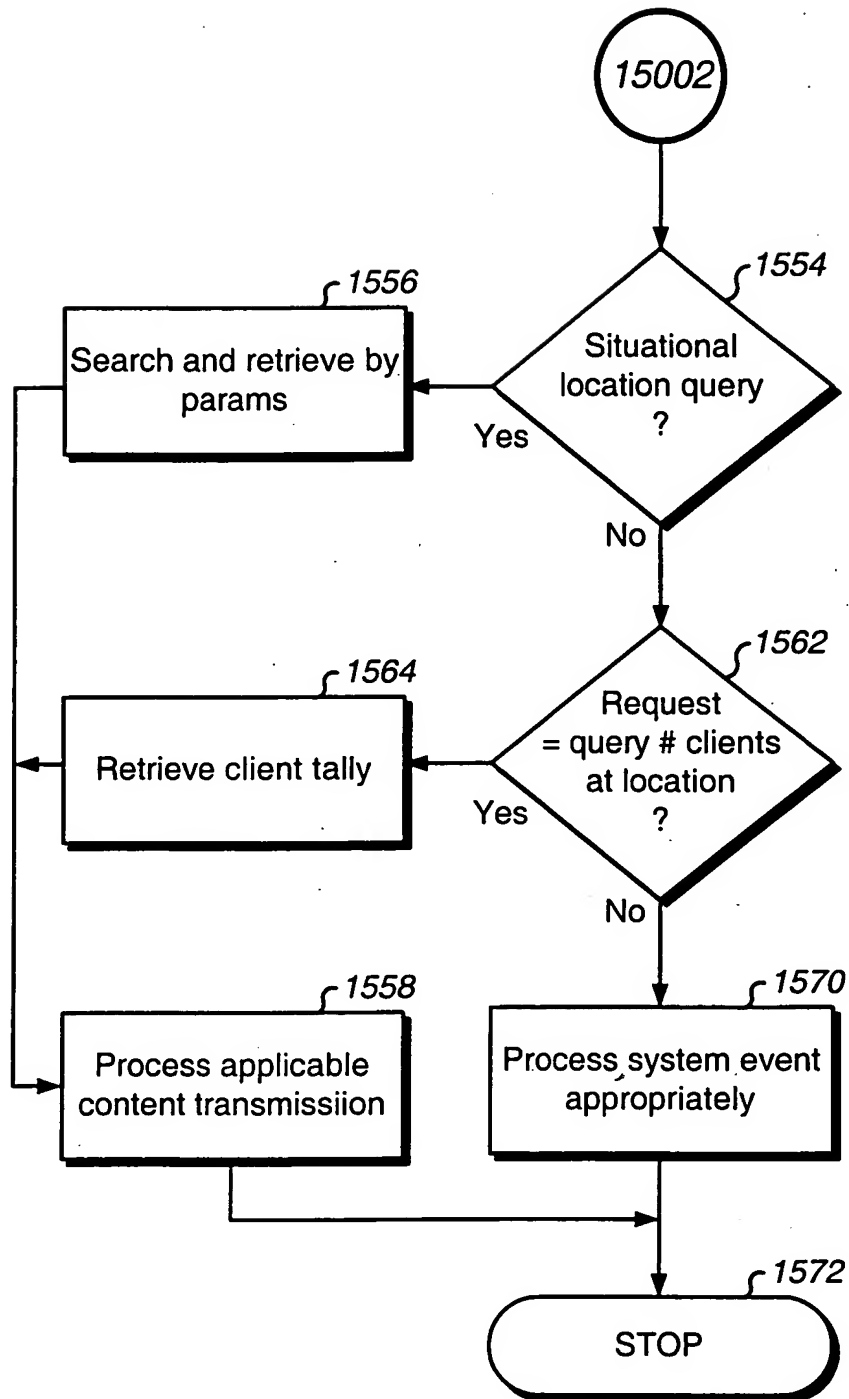 15002
1554
Situational
location query
?
Yes
No
1556
Search and retrieve by
params
1562
Request
= query # clients
at location
?
Yes
No
1564
Retrieve client tally
1558
Process applicable
content transmissiion
1570
Process system event
appropriately
1572
STOP